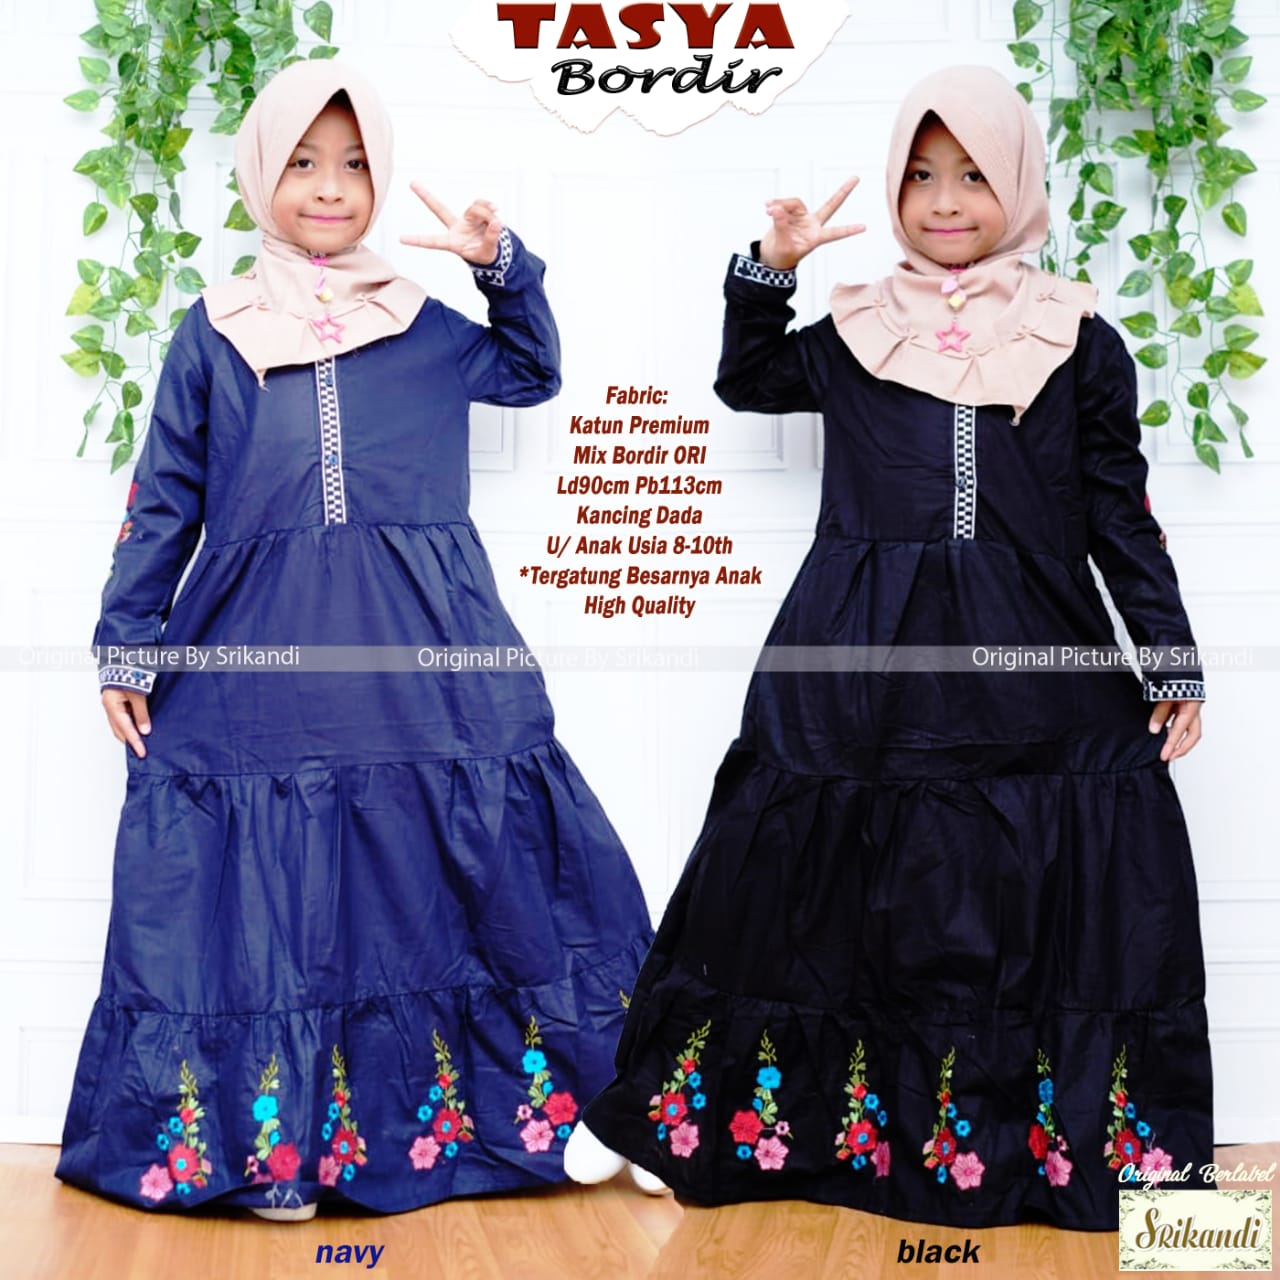 TASYA
Bordir
Fabric:
Katun Premium
Mix Bordir ORI
Ld90cm Pb113cm
Kancing Dada
U/ Anak Usia 8-10th
*Tergatung Besarnya Anak
High Quality
Original Picture By Srikandi
Original Picture By Srikandi
Original Picture By Srikandi
Original Berlabel
SRikandi
navy
black